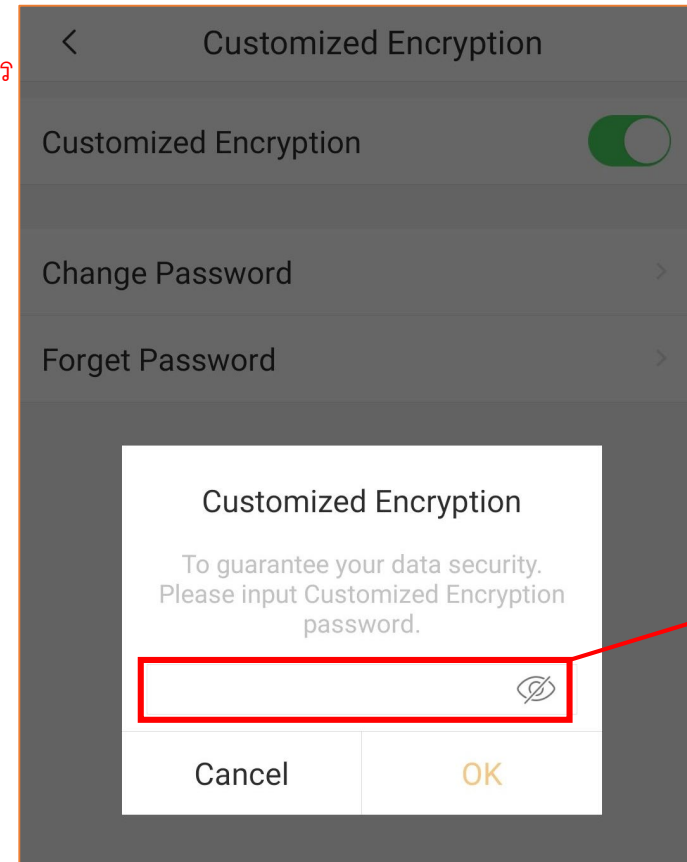 Customized Encryption
ร
Customized Encryption
Change Password
Forget Password
Customized Encryption
To guarantee your data security.
Please input Customized Encryption
password.
Cancel
OK